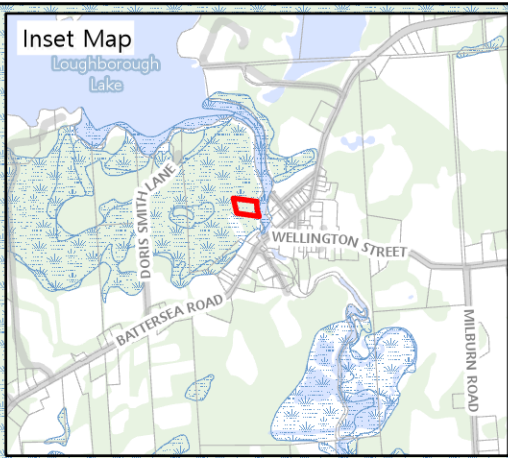 Inset Map
Loughborough
Lake
DORIS SMITH LANE
WELLINGTON STREET
BATTERSEA ROAD
MILBURN ROAD